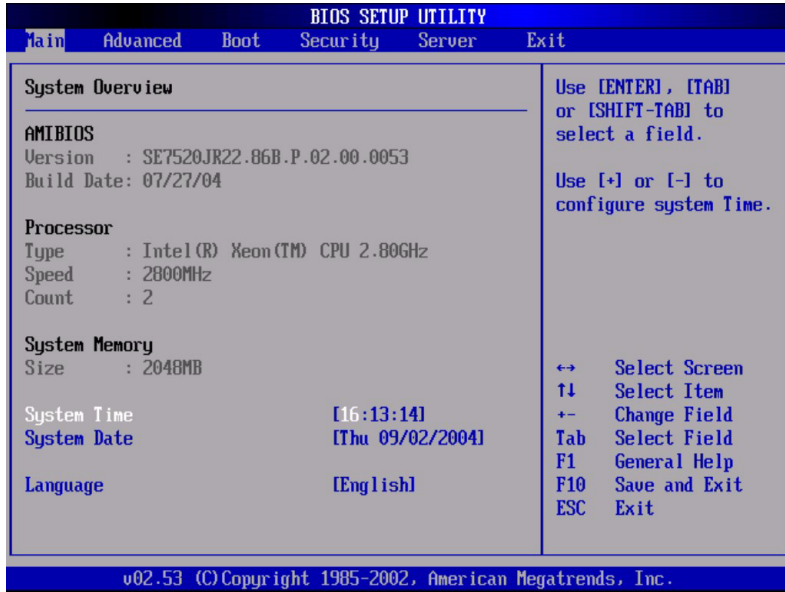 BIOS SETUP UTILITY
Main Advanced Boot Security Server Exit
System Overview
AMIBIOS
Version : SE7520JR22.86B.P.02.00.0053
Build Date: 07/27/04
Processor
Type : Intel(R) Xeon(TM) CPU 2.80GHz
Speed : 2800MHz
Count : 2
System Memory
Size : 2048MB
System Time [16:13:14]
System Date [Thu 09/02/2004]
Language [English]
Use [ENTER], [TAB]
or [SHIFT-TAB] to
select a field.
Use [+] or [-] to
configure system Time.
↔ Select Screen
↑↓ Select Item
+- Change Field
Tab Select Field
F1 General Help
F10 Save and Exit
ESC Exit
v02.53 (C)Copyright 1985-2002, American Megatrends, Inc.